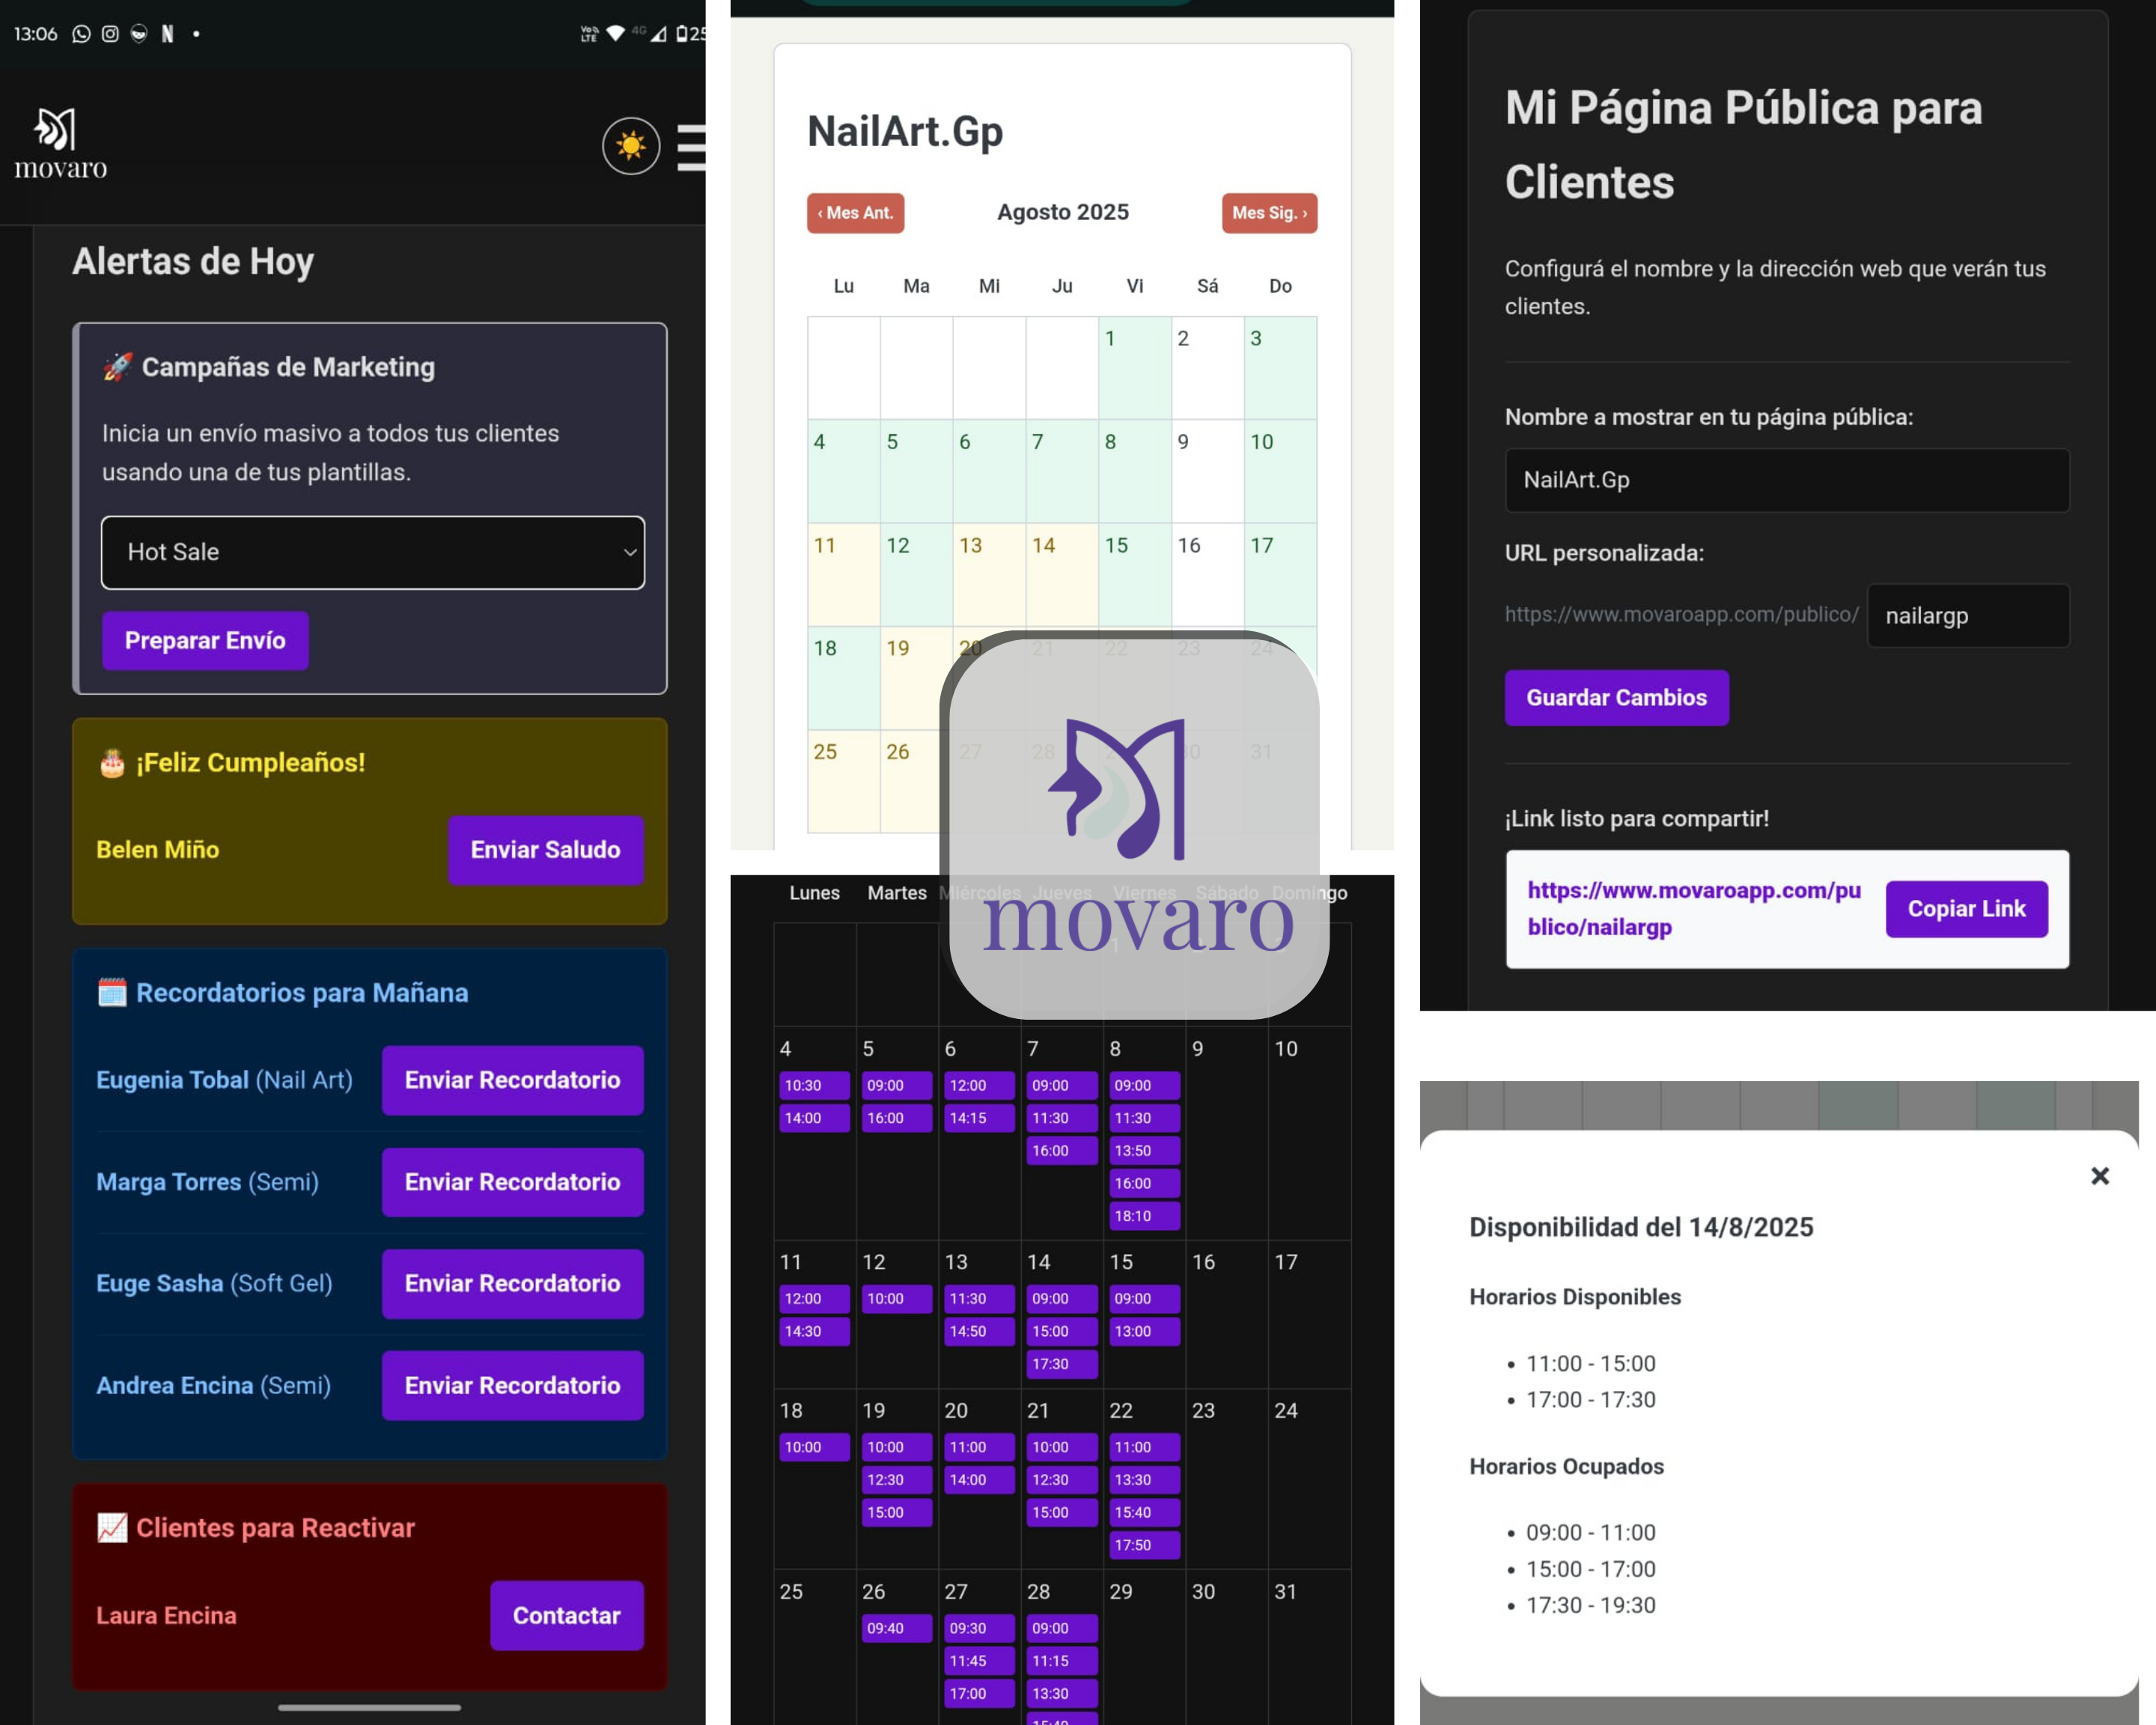 13:06
Vo LTE 4G 25
movaro
Alertas de Hoy
🚀 Campañas de Marketing
Inicia un envío masivo a todos tus clientes
usando una de tus plantillas.
Hot Sale
Preparar Envío
🎂 ¡Feliz Cumpleaños!
Belen Miño Enviar Saludo
🗓️ Recordatorios para Mañana
Eugenia Tobal (Nail Art) Enviar Recordatorio
Marga Torres (Semi) Enviar Recordatorio
Euge Sasha (Soft Gel) Enviar Recordatorio
Andrea Encina (Semi) Enviar Recordatorio
📈 Clientes para Reactivar
Laura Encina Contactar
NailArt.Gp
‹ Mes Ant. Agosto 2025 Mes Sig. ›
Lu Ma Mi Ju Vi Sá Do
1 2 3
4 5 6 7 8 9 10
11 12 13 14 15 16 17
18 19 20 21 22 23 24
25 26 27 28 30 31
movaro
Lunes Martes Miércoles Jueves Viernes Sábado Domingo
1
4 5 6 7 8 9 10
10:30 09:00 12:00 09:00 09:00
14:00 16:00 14:15 11:30 11:30
16:00 13:50
16:00
18:10
11 12 13 14 15 16 17
12:00 10:00 11:30 09:00 09:00
14:30 14:50 15:00 13:00
17:30
18 19 20 21 22 23 24
10:00 10:00 11:00 10:00 11:00
12:30 14:00 12:30 13:30
15:00 15:00 15:40
17:50
25 26 27 28 29 30 31
09:40 09:30 09:00
11:45 11:15
17:00 13:30
Mi Página Pública para
Clientes
Configurá el nombre y la dirección web que verán tus
clientes.
Nombre a mostrar en tu página pública:
NailArt.Gp
URL personalizada:
https://www.movaroapp.com/publico/ nailargp
Guardar Cambios
¡Link listo para compartir!
https://www.movaroapp.com/pu
blico/nailargp
Copiar Link
×
Disponibilidad del 14/8/2025
Horarios Disponibles
• 11:00 - 15:00
• 17:00 - 17:30
Horarios Ocupados
• 09:00 - 11:00
• 15:00 - 17:00
• 17:30 - 19:30